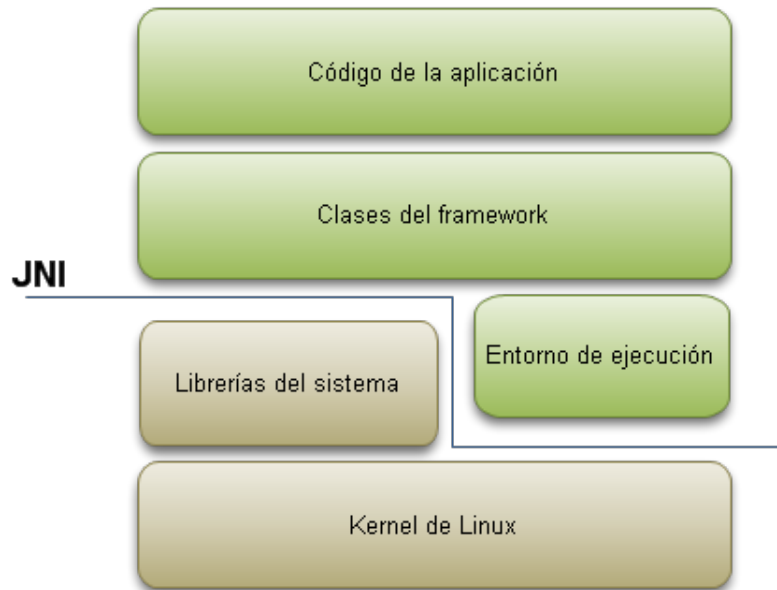 Código de la aplicación
Clases del framework
JNI
Entorno de ejecución
Librerías del sistema
Kernel de Linux